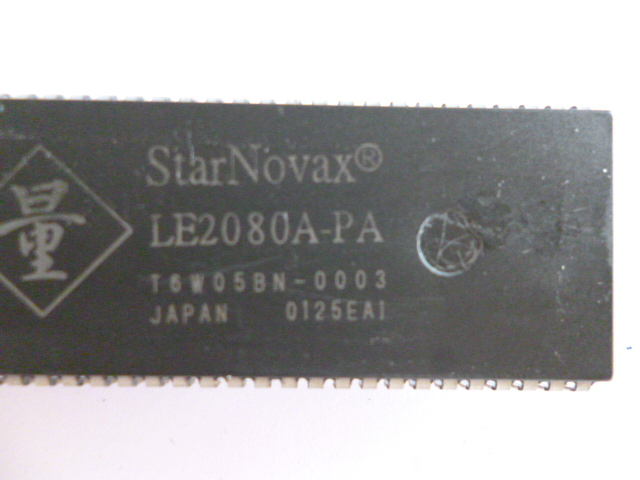 量
StarNovax®
LE2080A-PA
T6W05BN-0003
JAPAN 0125EAI